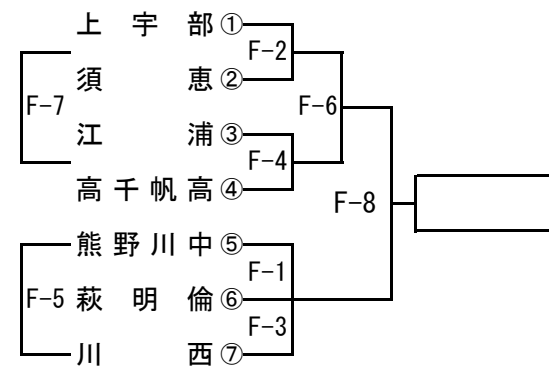 上宇部①
F-2
須恵②
F-7
F-6
江浦③
F-4
高千帆高④
F-8
熊野川中⑤
F-1
F-5 萩明倫⑥
F-3
川西⑦